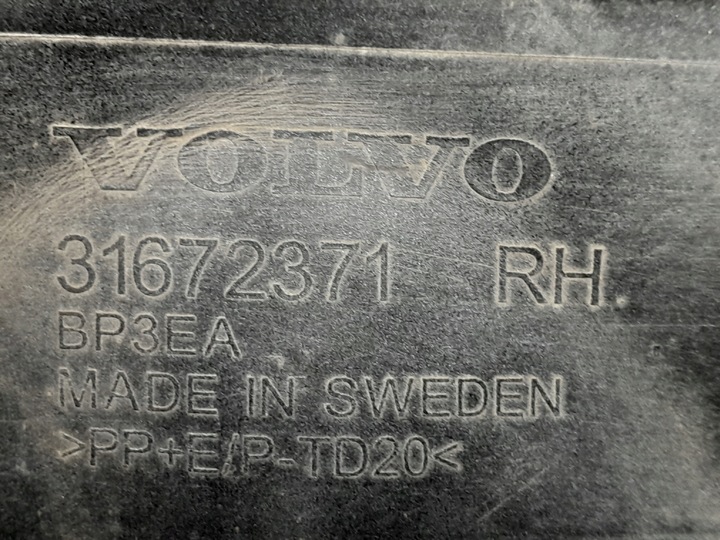 VOLVO
31672371 RH.
BP3EA
MADE IN SWEDEN
>PP+E/P-TD20<